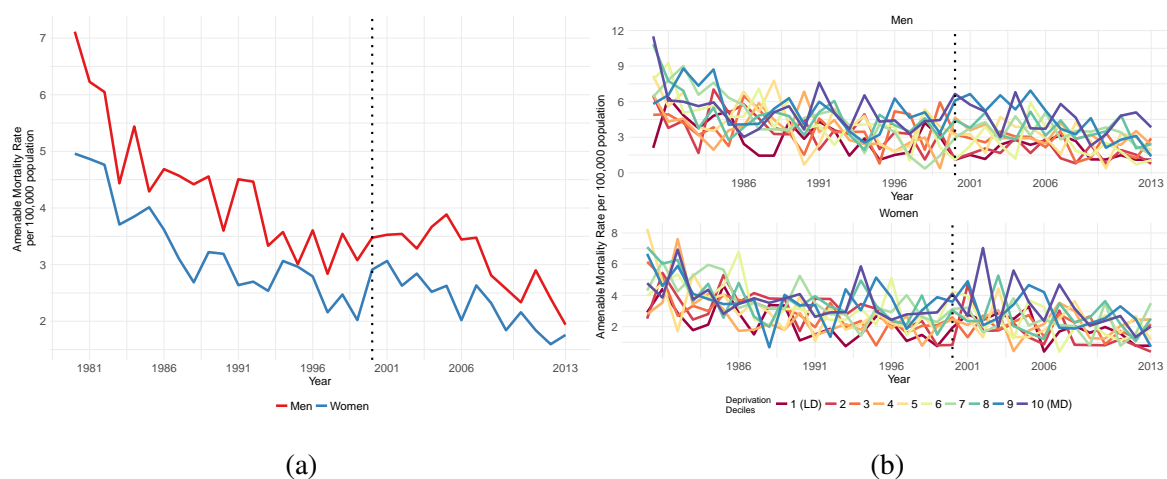 7
6
5
4
3
2
Amenable Mortality Rate
per 100,000 population
1981
1986
1991
1996
2001
2006
2013
Year
Men Women
(a)
Men
12
9
6
3
0
1986
1991
1996
2001
2006
2013
Year
Women
8
6
4
2
1986
1991
1996
2001
2006
2013
Year
Amenable Mortality Rate per 100,000 population
Deprivation
Deciles
1 (LD) 2 3 4 5 6 7 8 9 10 (MD)
(b)